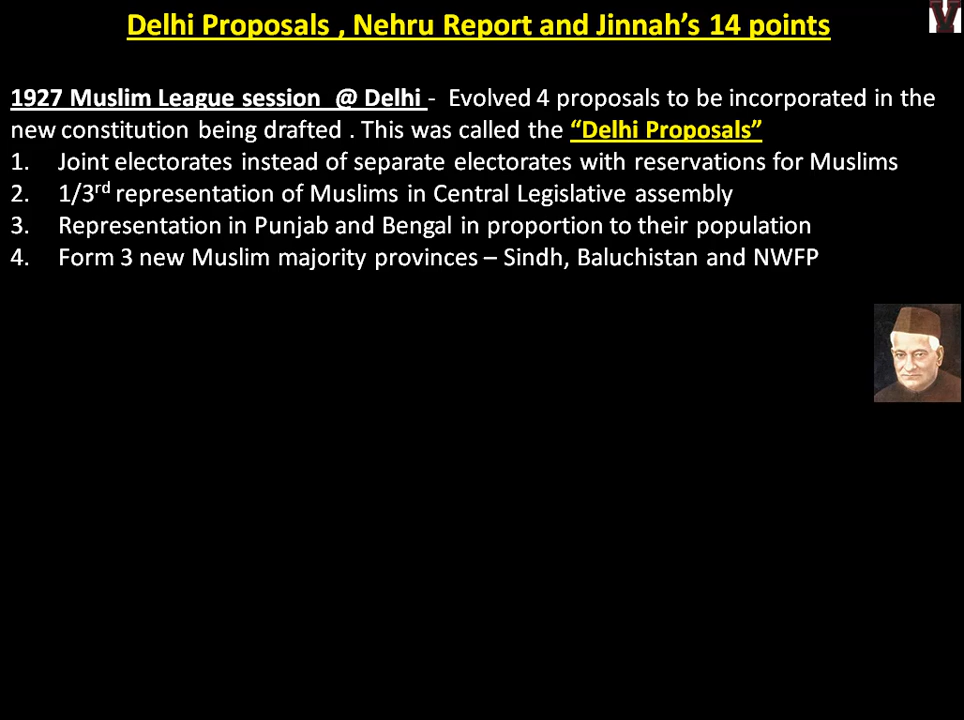 Delhi Proposals , Nehru Report and Jinnah’s 14 points
1927 Muslim League session @ Delhi - Evolved 4 proposals to be incorporated in the
new constitution being drafted . This was called the “Delhi Proposals”
1. Joint electorates instead of separate electorates with reservations for Muslims
2. 1/3rd representation of Muslims in Central Legislative assembly
3. Representation in Punjab and Bengal in proportion to their population
4. Form 3 new Muslim majority provinces – Sindh, Baluchistan and NWFP